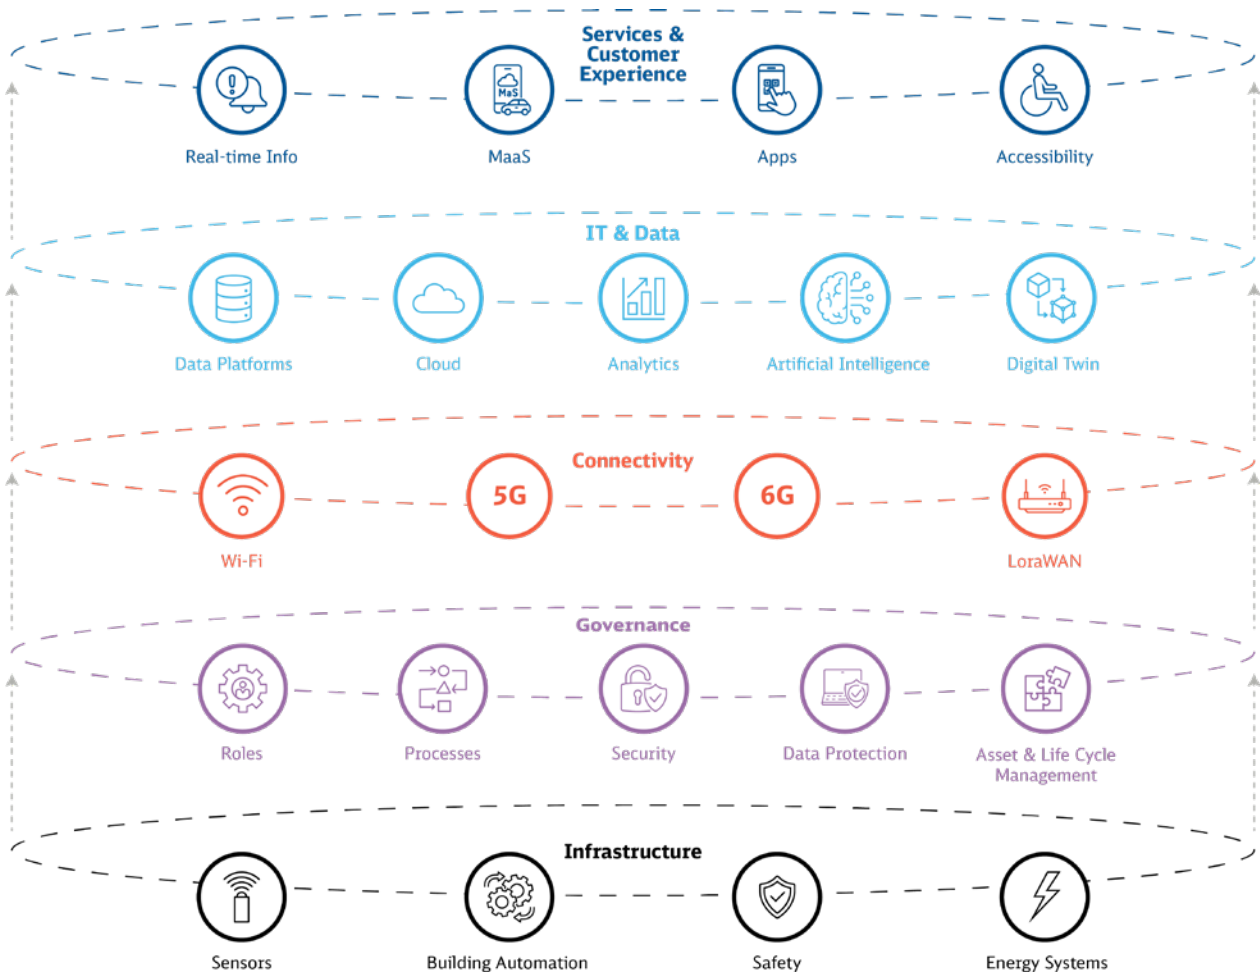 Services &
Customer
Experience
MaS
Real-time Info
MaaS
Apps
Accessibility
IT & Data
Data Platforms
Cloud
Analytics
Artificial Intelligence
Digital Twin
Connectivity
5G
6G
Wi-Fi
LoraWAN
Governance
Roles
Processes
Security
Data Protection
Asset & Life Cycle
Management
Infrastructure
Sensors
Building Automation
Safety
Energy Systems